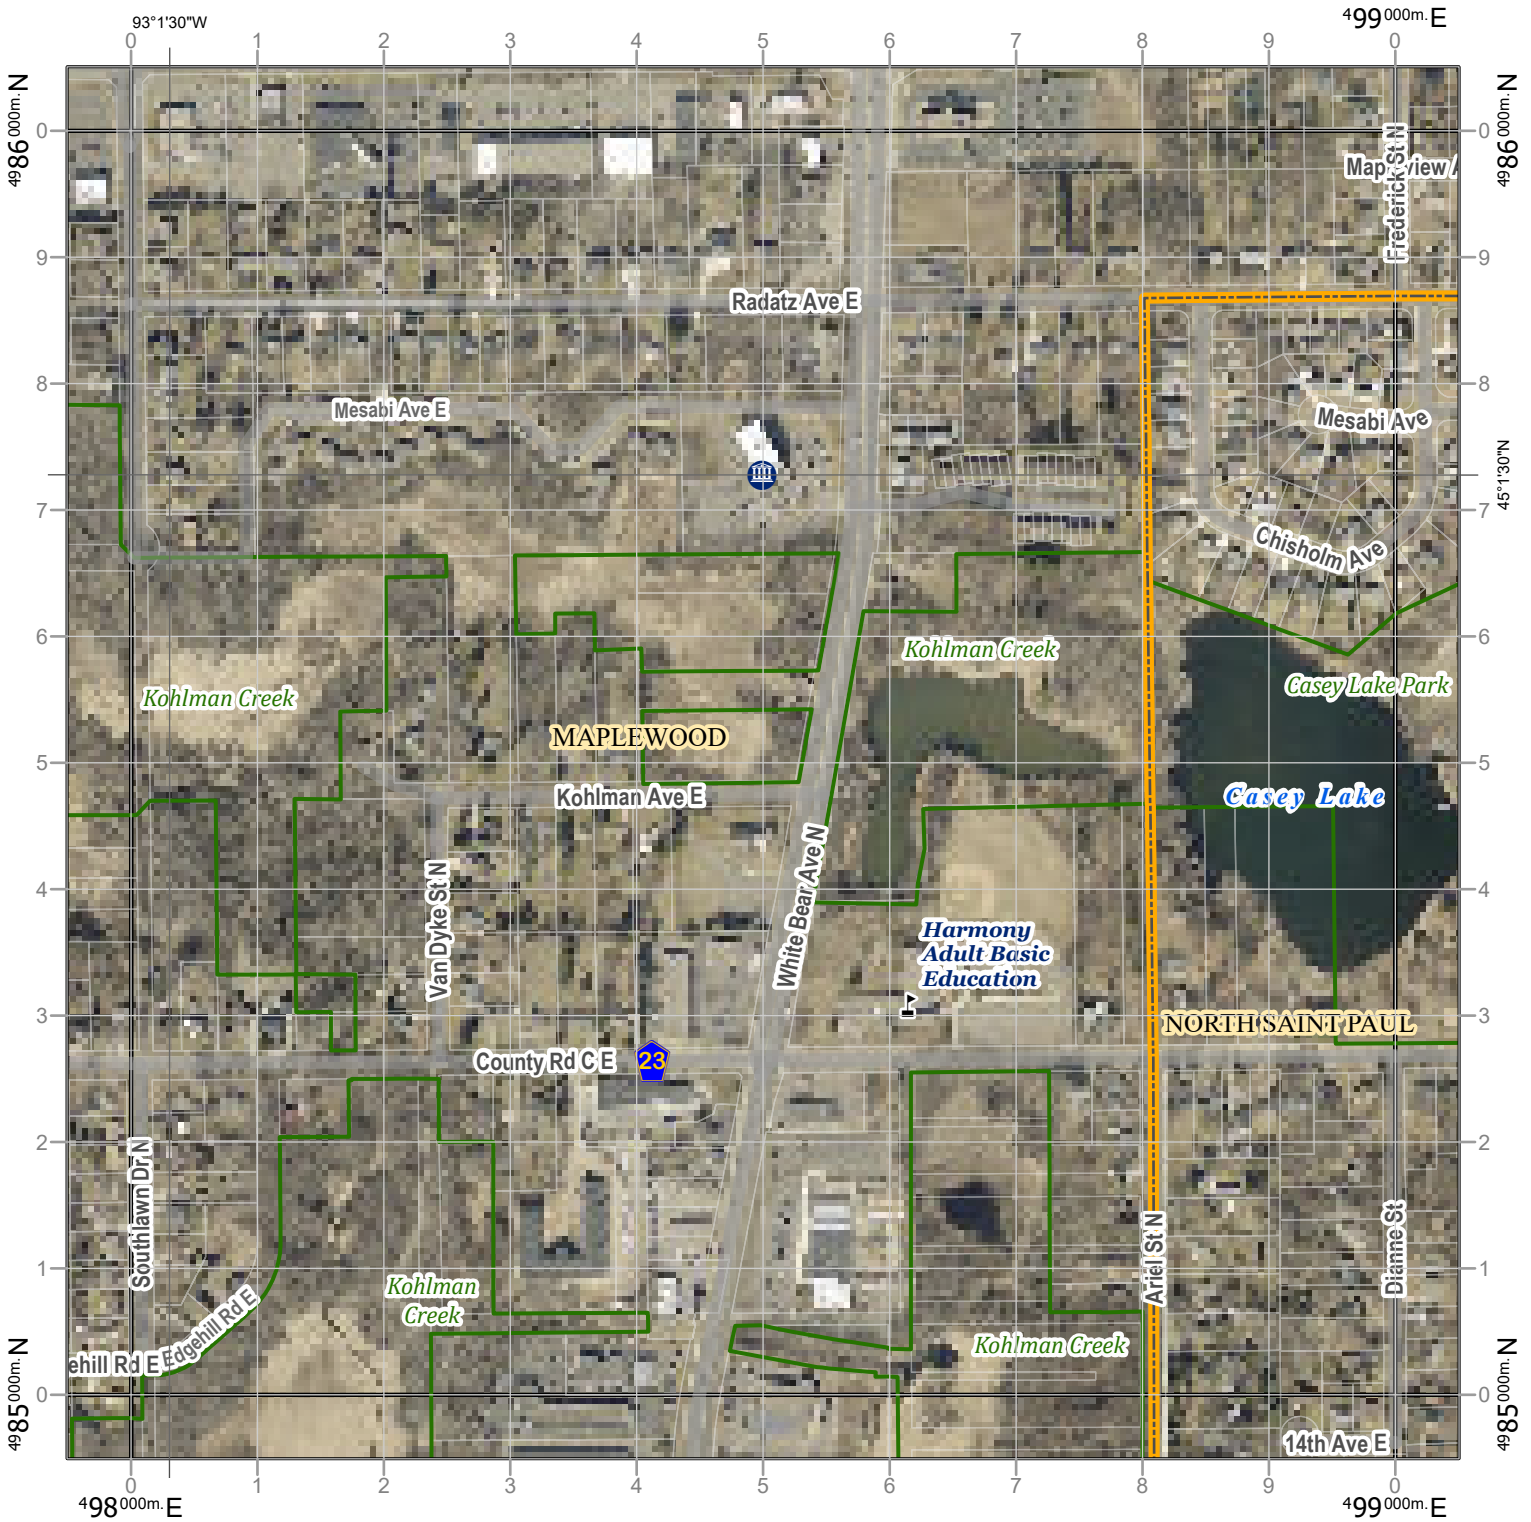 93°1'30"W
499000m. E
0 1 2 3 4 5 6 7 8 9 0
4986000m. N
4986000m. N
0 0
Frederick St N
9 9
Radatz Ave E
8 8
Mesabi Ave E
Mesabi Ave
45°1'30"N
7 7
Chisholm Ave
6 6
Kohlman Creek
Casey Lake Park
Kohlman Creek
MAPLEWOOD
5 5
Kohlman Ave E
Casey Lake
4 4
Van Dyke St N
White Bear Ave N
Harmony
Adult Basic
Education
3 3
NORTH SAINT PAUL
County Rd C E
23
2 2
Southlawn Dr N
Ariel St N
Dianne St
1 1
Kohlman
Creek
Edgehill Rd E
ehill Rd E
Kohlman Creek
4985000m. N
4985000m. N
0 0
14th Ave E
0 1 2 3 4 5 6 7 8 9 0
498000m. E
499000m. E